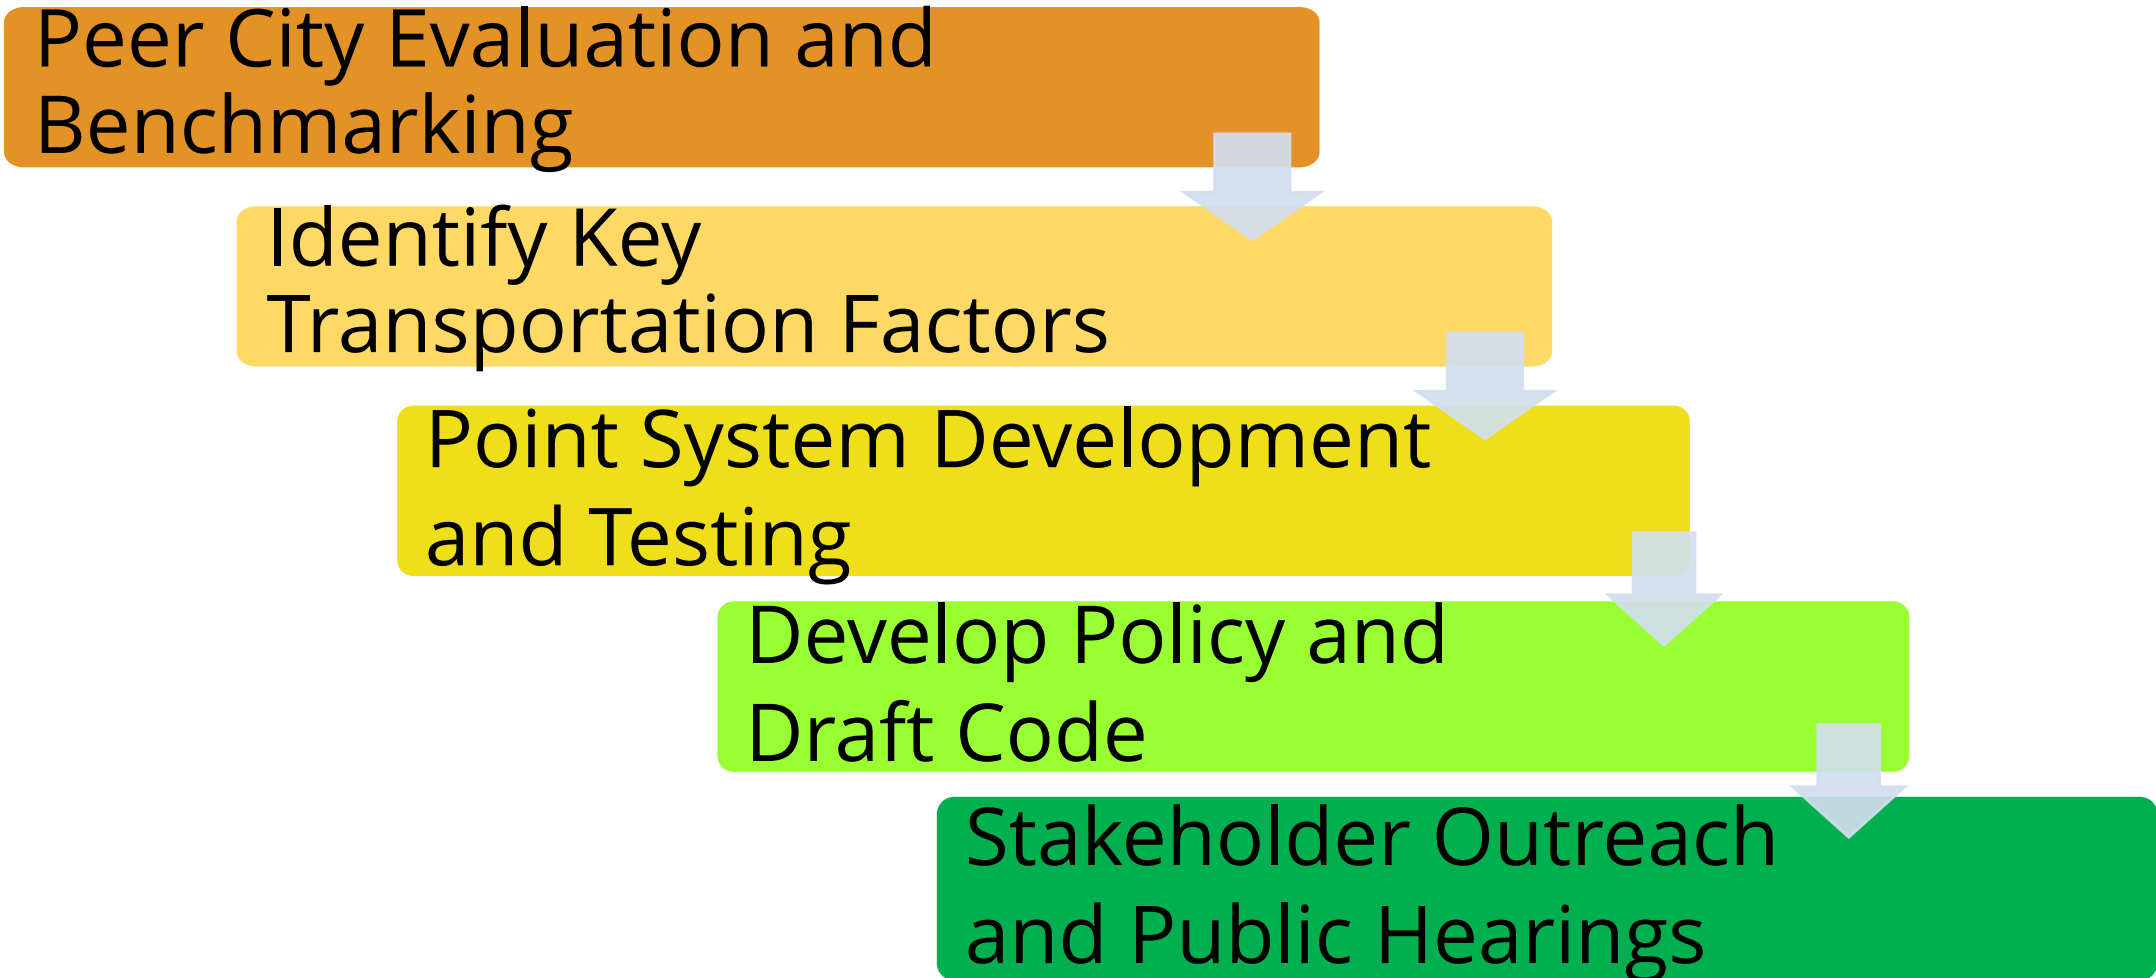 Peer City Evaluation and
Benchmarking
Identify Key
Transportation Factors
Point System Development
and Testing
Develop Policy and
Draft Code
Stakeholder Outreach
and Public Hearings